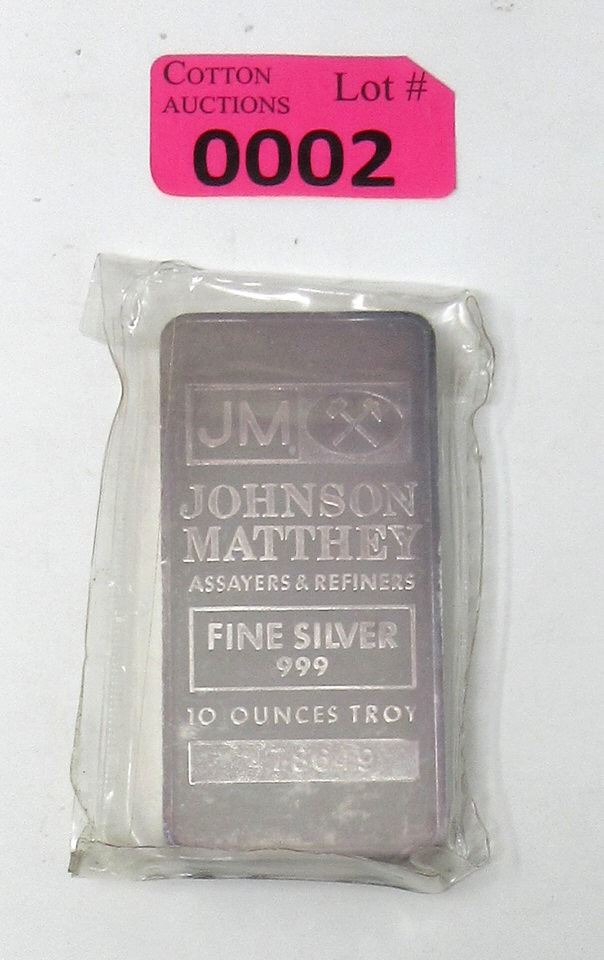 COTTON
AUCTIONS
Lot #
0002
JM
JOHNSON
MATTHEY
ASSAYERS & REFINERS
FINE SILVER
999
10 OUNCES TROY